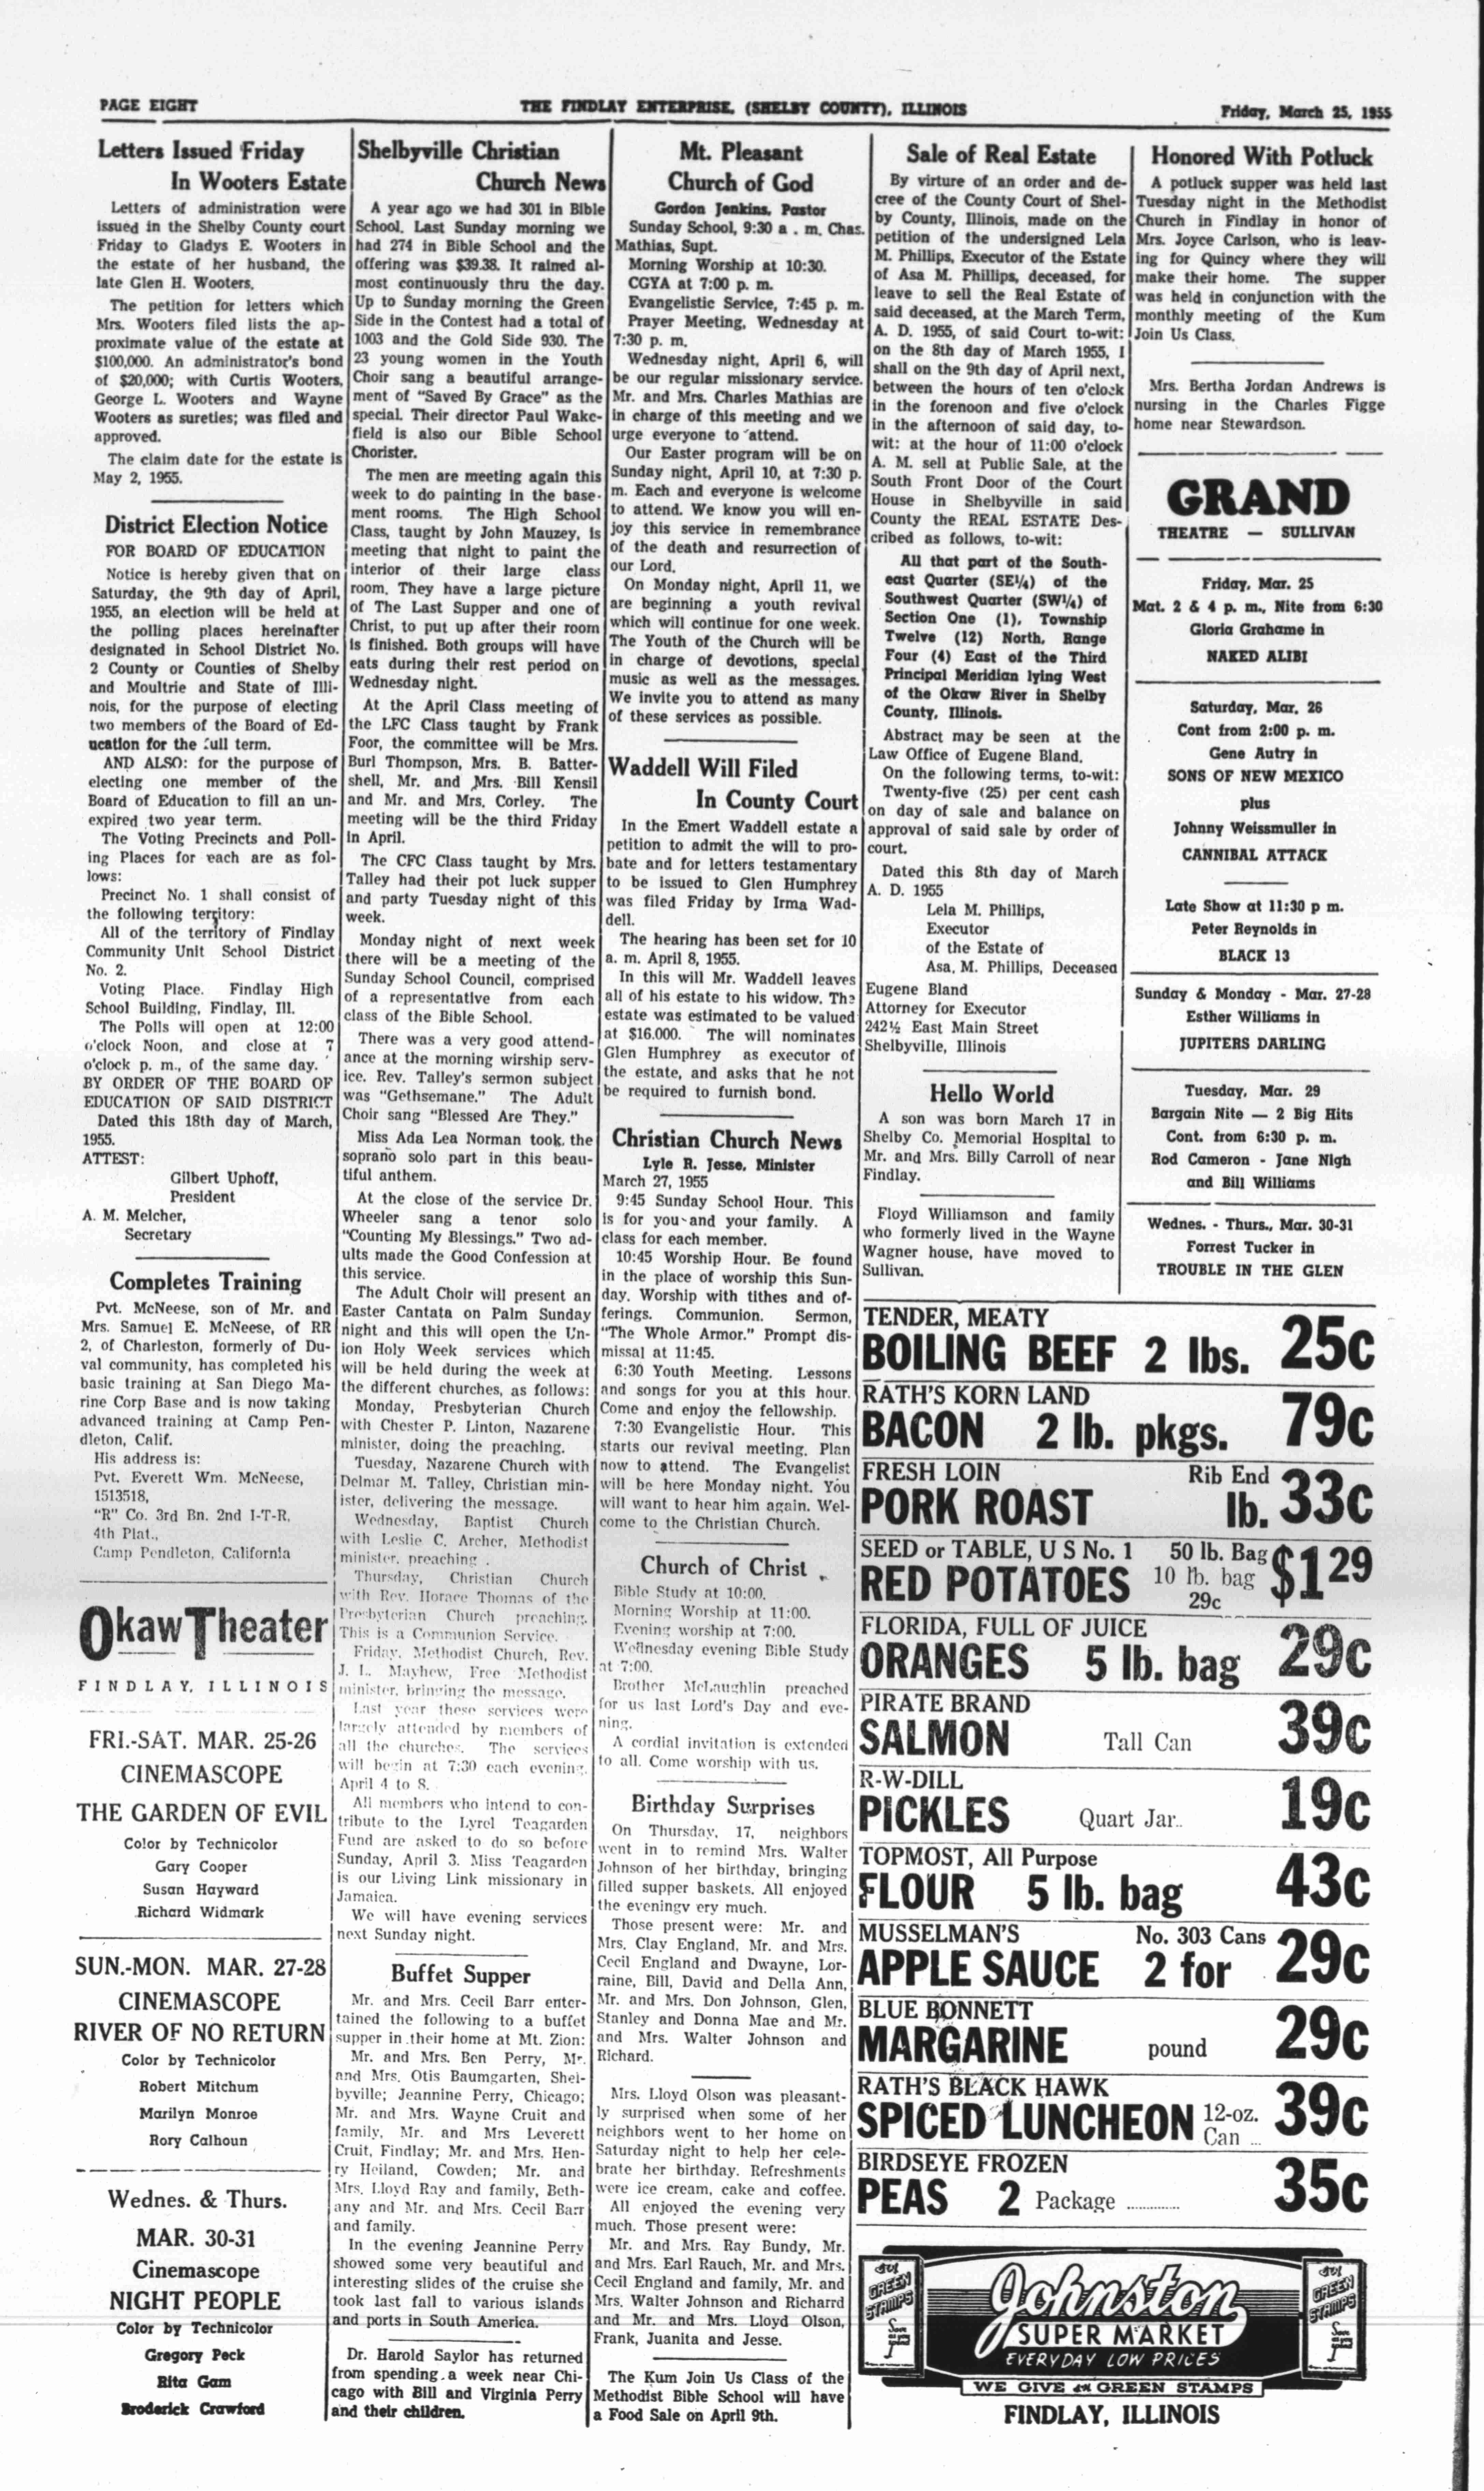 PAGE EIGHT
THE FINDLAY ENTERPRISE, (SHELBY COUNTY), ILLINOIS
Friday, March 25, 1955
Letters Issued Friday
In Wooters Estate
Letters of administration were
issued in the Shelby County court
Friday to Gladys E. Wooters in
the estate of her husband, the
late Glen H. Wooters.
The petition for letters which
Mrs. Wooters filed lists the ap-
proximate value of the estate at
$100,000. An administrator's bond
of $20,000; with Curtis Wooters,
George L. Wooters and Wayne
Wooters as sureties; was filed and
approved.
The claim date for the estate is
May 2, 1955.
District Election Notice
FOR BOARD OF EDUCATION
Notice is hereby given that on
Saturday, the 9th day of April,
1955, an election will be held at
the polling places hereinafter
designated in School District No.
2 County or Counties of Shelby
and Moultrie and State of Illi-
nois, for the purpose of electing
two members of the Board of Ed-
ucation for the full term.
AND ALSO: for the purpose of
electing one member of the
Board of Education to fill an un-
expired two year term.
The Voting Precincts and Poll-
ing Places for each are as fol-
lows:
Precinct No. 1 shall consist of
the following territory:
All of the territory of Findlay
Community Unit School District
No. 2.
Voting Place. Findlay High
School Building, Findlay, Ill.
The Polls will open at 12:00
o'clock Noon, and close at 7
o'clock p. m., of the same day.
BY ORDER OF THE BOARD OF
EDUCATION OF SAID DISTRICT
Dated this 18th day of March,
1955.
ATTEST:
Gilbert Uphoff,
President
A. M. Melcher,
Secretary
Completes Training
Pvt. McNeese, son of Mr. and
Mrs. Samuel E. McNeese, of RR
2, of Charleston, formerly of Du-
val community, has completed his
basic training at San Diego Ma-
rine Corp Base and is now taking
advanced training at Camp Pen-
dleton, Calif.
His address is:
Pvt. Everett Wm. McNeese,
1513518,
"R" Co. 3rd Bn. 2nd I-T-R,
4th Plat.,
Camp Pendleton, California
Okaw Theater
FINDLAY, ILLINOIS
FRI.-SAT. MAR. 25-26
CINEMASCOPE
THE GARDEN OF EVIL
Color by Technicolor
Gary Cooper
Susan Hayward
Richard Widmark
SUN.-MON. MAR. 27-28
CINEMASCOPE
RIVER OF NO RETURN
Color by Technicolor
Robert Mitchum
Marilyn Monroe
Rory Calhoun
Wednes. & Thurs.
MAR. 30-31
Cinemascope
NIGHT PEOPLE
Color by Technicolor
Gregory Peck
Rita Gam
Broderick Crawford
Shelbyville Christian
Church News
A year ago we had 301 in Bible
School. Last Sunday morning we
had 274 in Bible School and the
offering was $39.38. It rained al-
most continuously thru the day.
Up to Sunday morning the Green
Side in the Contest had a total of
1003 and the Gold Side 930. The
23 young women in the Youth
Choir sang a beautiful arrange-
ment of "Saved By Grace" as the
special. Their director Paul Wake-
field is also our Bible School
Chorister.
The men are meeting again this
week to do painting in the base-
ment rooms. The High School
Class, taught by John Mauzey, is
meeting that night to paint the
interior of their large class
room. They have a large picture
of The Last Supper and one of
Christ, to put up after their room
is finished. Both groups will have
eats during their rest period on
Wednesday night.
At the April Class meeting of
the LFC Class taught by Frank
Foor, the committee will be Mrs.
Burl Thompson, Mrs. B. Batter-
shell, Mr. and Mrs. Bill Kensil
and Mr. and Mrs. Corley. The
meeting will be the third Friday
in April.
The CFC Class taught by Mrs.
Talley had their pot luck supper
and party Tuesday night of this
week.
Monday night of next week
there will be a meeting of the
Sunday School Council, comprised
of a representative from each
class of the Bible School.
There was a very good attend-
ance at the morning wirship serv-
ice. Rev. Talley's sermon subject
was "Gethsemane." The Adult
Choir sang "Blessed Are They."
Miss Ada Lea Norman took the
soprano solo part in this beau-
tiful anthem.
At the close of the service Dr.
Wheeler sang a tenor solo
"Counting My Blessings." Two ad-
ults made the Good Confession at
this service.
The Adult Choir will present an
Easter Cantata on Palm Sunday
night and this will open the Un-
ion Holy Week services which
will be held during the week at
the different churches, as follows:
Monday, Presbyterian Church
with Chester P. Linton, Nazarene
minister, doing the preaching.
Tuesday, Nazarene Church with
Delmar M. Talley, Christian min-
ister, delivering the message.
Wednesday, Baptist Church
with Leslie C. Archer, Methodist
minister, preaching .
Thursday, Christian Church
with Rev. Horace Thomas of the
Presbyterian Church preaching.
This is a Communion Service.
Friday, Methodist Church, Rev.
J. L. Mayhew, Free Methodist
minister, bringing the message.
Last year these services were
largely attended by members of
all the churches. The services
will begin at 7:30 each evening,
April 4 to 8.
All members who intend to con-
tribute to the Lyrel Teagarden
Fund are asked to do so before
Sunday, April 3. Miss Teagarden
is our Living Link missionary in
Jamaica.
We will have evening services
next Sunday night.
Buffet Supper
Mr. and Mrs. Cecil Barr enter-
tained the following to a buffet
supper in their home at Mt. Zion:
Mr. and Mrs. Ben Perry, Mr.
and Mrs. Otis Baumgarten, Shel-
byville; Jeannine Perry, Chicago;
Mr. and Mrs. Wayne Cruit and
family, Mr. and Mrs Leverett
Cruit, Findlay; Mr. and Mrs. Hen-
ry Heiland, Cowden; Mr. and
Mrs. Lloyd Ray and family, Beth-
any and Mr. and Mrs. Cecil Barr
and family.
In the evening Jeannine Perry
showed some very beautiful and
interesting slides of the cruise she
took last fall to various islands
and ports in South America.
Dr. Harold Saylor has returned
from spending a week near Chi-
cago with Bill and Virginia Perry
and their children.
Mt. Pleasant
Church of God
Gordon Jenkins, Pastor
Sunday School, 9:30 a . m. Chas.
Mathias, Supt.
Morning Worship at 10:30.
CGYA at 7:00 p. m.
Evangelistic Service, 7:45 p. m.
Prayer Meeting, Wednesday at
7:30 p. m.
Wednesday night, April 6, will
be our regular missionary service.
Mr. and Mrs. Charles Mathias are
in charge of this meeting and we
urge everyone to attend.
Our Easter program will be on
Sunday night, April 10, at 7:30 p.
m. Each and everyone is welcome
to attend. We know you will en-
joy this service in remembrance
of the death and resurrection of
our Lord.
On Monday night, April 11, we
are beginning a youth revival
which will continue for one week.
The Youth of the Church will be
in charge of devotions, special
music as well as the messages.
We invite you to attend as many
of these services as possible.
Waddell Will Filed
In County Court
In the Emert Waddell estate a
petition to admit the will to pro-
bate and for letters testamentary
to be issued to Glen Humphrey
was filed Friday by Irma Wad-
dell.
The hearing has been set for 10
a. m. April 8, 1955.
In this will Mr. Waddell leaves
all of his estate to his widow. The
estate was estimated to be valued
at $16.000. The will nominates
Glen Humphrey as executor of
the estate, and asks that he not
be required to furnish bond.
Christian Church News
Lyle R. Jesse, Minister
March 27, 1955
9:45 Sunday School Hour. This
is for you and your family. A
class for each member.
10:45 Worship Hour. Be found
in the place of worship this Sun-
day. Worship with tithes and of-
ferings. Communion. Sermon,
"The Whole Armor." Prompt dis-
missal at 11:45.
6:30 Youth Meeting. Lessons
and songs for you at this hour.
Come and enjoy the fellowship.
7:30 Evangelistic Hour. This
starts our revival meeting. Plan
now to attend. The Evangelist
will be here Monday night. You
will want to hear him again. Wel-
come to the Christian Church.
Church of Christ
Bible Study at 10:00.
Morning Worship at 11:00.
Evening worship at 7:00.
Wednesday evening Bible Study
at 7:00.
Brother McLaughlin preached
for us last Lord's Day and eve-
ning.
A cordial invitation is extended
to all. Come worship with us.
Birthday Surprises
On Thursday, 17, neighbors
went in to remind Mrs. Walter
Johnson of her birthday, bringing
filled supper baskets. All enjoyed
the eveningv ery much.
Those present were: Mr. and
Mrs. Clay England, Mr. and Mrs.
Cecil England and Dwayne, Lor-
raine, Bill, David and Della Ann,
Mr. and Mrs. Don Johnson, Glen,
Stanley and Donna Mae and Mr.
and Mrs. Walter Johnson and
Richard.
Mrs. Lloyd Olson was pleasant-
ly surprised when some of her
neighbors went to her home on
Saturday night to help her cele-
brate her birthday. Refreshments
were ice cream, cake and coffee.
All enjoyed the evening very
much. Those present were:
Mr. and Mrs. Ray Bundy, Mr.
and Mrs. Earl Rauch, Mr. and Mrs.
Cecil England and family, Mr. and
Mrs. Walter Johnson and Richard
and Mr. and Mrs. Lloyd Olson,
Frank, Juanita and Jesse.
The Kum Join Us Class of the
Methodist Bible School will have
a Food Sale on April 9th.
Sale of Real Estate
By virture of an order and de-
cree of the County Court of Shel-
by County, Illinois, made on the
petition of the undersigned Lela
M. Phillips, Executor of the Estate
of Asa M. Phillips, deceased, for
leave to sell the Real Estate of
said deceased, at the March Term,
A. D. 1955, of said Court to-wit:
on the 8th day of March 1955, I
shall on the 9th day of April next,
between the hours of ten o'clock
in the forenoon and five o'clock
in the afternoon of said day, to-
wit: at the hour of 11:00 o'clock
A. M. sell at Public Sale, at the
South Front Door of the Court
House in Shelbyville in said
County the REAL ESTATE Des-
cribed as follows, to-wit:
All that part of the South-
east Quarter (SE¼) of the
Southwest Quarter (SW¼) of
Section One (1), Township
Twelve (12) North, Range
Four (4) East of the Third
Principal Meridian lying West
of the Okaw River in Shelby
County, Illinois.
Abstract may be seen at the
Law Office of Eugene Bland.
On the following terms, to-wit:
Twenty-five (25) per cent cash
on day of sale and balance on
approval of said sale by order of
court.
Dated this 8th day of March
A. D. 1955
Lela M. Phillips,
Executor
of the Estate of
Asa, M. Phillips, Deceased
Eugene Bland
Attorney for Executor
242½ East Main Street
Shelbyville, Illinois
Hello World
A son was born March 17 in
Shelby Co. Memorial Hospital to
Mr. and Mrs. Billy Carroll of near
Findlay.
Floyd Williamson and family
who formerly lived in the Wayne
Wagner house, have moved to
Sullivan.
Honored With Potluck
A potluck supper was held last
Tuesday night in the Methodist
Church in Findlay in honor of
Mrs. Joyce Carlson, who is leav-
ing for Quincy where they will
make their home. The supper
was held in conjunction with the
monthly meeting of the Kum
Join Us Class.
Mrs. Bertha Jordan Andrews is
nursing in the Charles Figge
home near Stewardson.
GRAND
THEATRE — SULLIVAN
Friday, Mar. 25
Mat. 2 & 4 p. m., Nite from 6:30
Gloria Grahame in
NAKED ALIBI
Saturday, Mar. 26
Cont from 2:00 p. m.
Gene Autry in
SONS OF NEW MEXICO
plus
Johnny Weissmuller in
CANNIBAL ATTACK
Late Show at 11:30 p m.
Peter Reynolds in
BLACK 13
Sunday & Monday - Mar. 27-28
Esther Williams in
JUPITERS DARLING
Tuesday, Mar. 29
Bargain Nite — 2 Big Hits
Cont. from 6:30 p. m.
Rod Cameron - Jane Nigh
and Bill Williams
Wednes. - Thurs., Mar. 30-31
Forrest Tucker in
TROUBLE IN THE GLEN
TENDER, MEATY
BOILING BEEF 2 lbs. 25c
RATH'S KORN LAND
BACON 2 lb. pkgs. 79c
FRESH LOIN Rib End
PORK ROAST lb. 33c
SEED or TABLE, U S No. 1 50 lb. Bag $1 29
RED POTATOES 10 lb. bag
29c
FLORIDA, FULL OF JUICE
ORANGES 5 lb. bag 29c
PIRATE BRAND
SALMON Tall Can 39c
R-W-DILL
PICKLES Quart Jar.. 19c
TOPMOST, All Purpose
FLOUR 5 lb. bag 43c
MUSSELMAN'S No. 303 Cans
APPLE SAUCE 2 for 29c
BLUE BONNETT
MARGARINE pound 29c
RATH'S BLACK HAWK
SPICED LUNCHEON 12-oz. Can ... 39c
BIRDSEYE FROZEN
PEAS 2 Package ............ 35c
GREEN STAMPS
Johnston
SUPER MARKET
EVERYDAY LOW PRICES
GREEN STAMPS
WE GIVE S&H GREEN STAMPS
FINDLAY, ILLINOIS